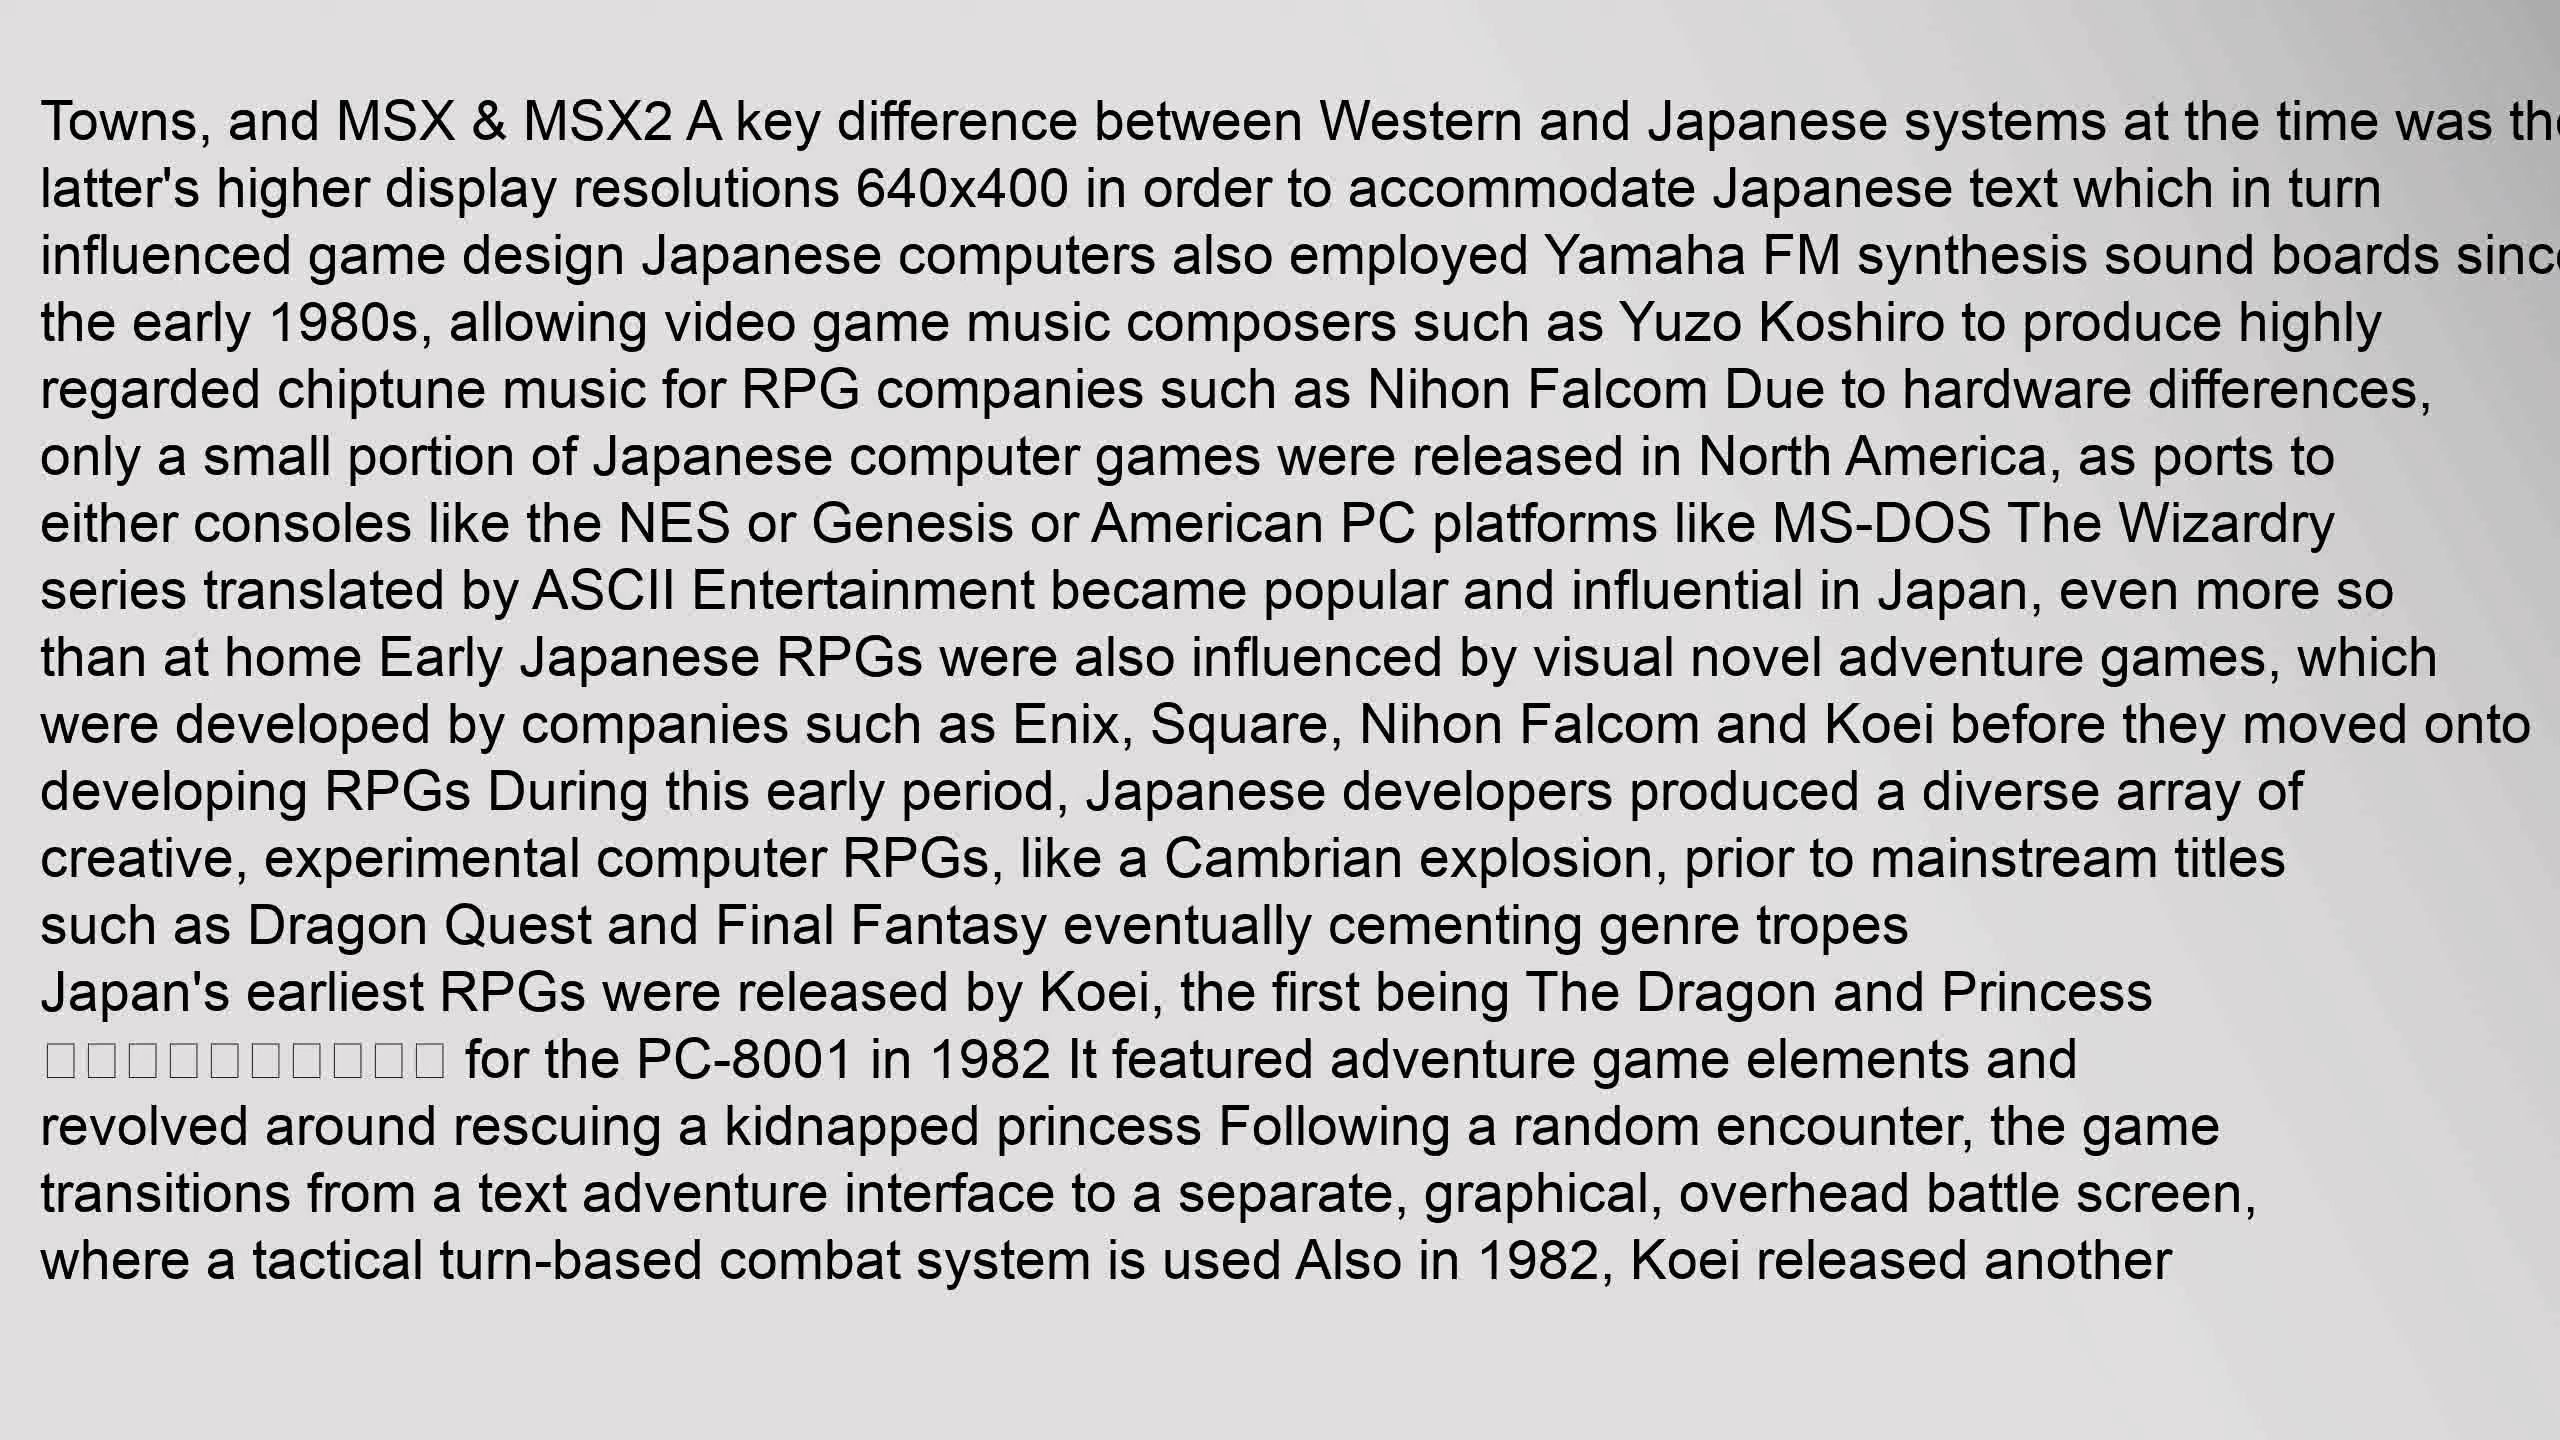 Towns, and MSX & MSX2 A key difference between Western and Japanese systems at the time was the
latter's higher display resolutions 640x400 in order to accommodate Japanese text which in turn
influenced game design Japanese computers also employed Yamaha FM synthesis sound boards since
the early 1980s, allowing video game music composers such as Yuzo Koshiro to produce highly
regarded chiptune music for RPG companies such as Nihon Falcom Due to hardware differences,
only a small portion of Japanese computer games were released in North America, as ports to
either consoles like the NES or Genesis or American PC platforms like MS-DOS The Wizardry
series translated by ASCII Entertainment became popular and influential in Japan, even more so
than at home Early Japanese RPGs were also influenced by visual novel adventure games, which
were developed by companies such as Enix, Square, Nihon Falcom and Koei before they moved onto
developing RPGs During this early period, Japanese developers produced a diverse array of
creative, experimental computer RPGs, like a Cambrian explosion, prior to mainstream titles
such as Dragon Quest and Final Fantasy eventually cementing genre tropes
Japan's earliest RPGs were released by Koei, the first being The Dragon and Princess
for the PC-8001 in 1982 It featured adventure game elements and
revolved around rescuing a kidnapped princess Following a random encounter, the game
transitions from a text adventure interface to a separate, graphical, overhead battle screen,
where a tactical turn-based combat system is used Also in 1982, Koei released another